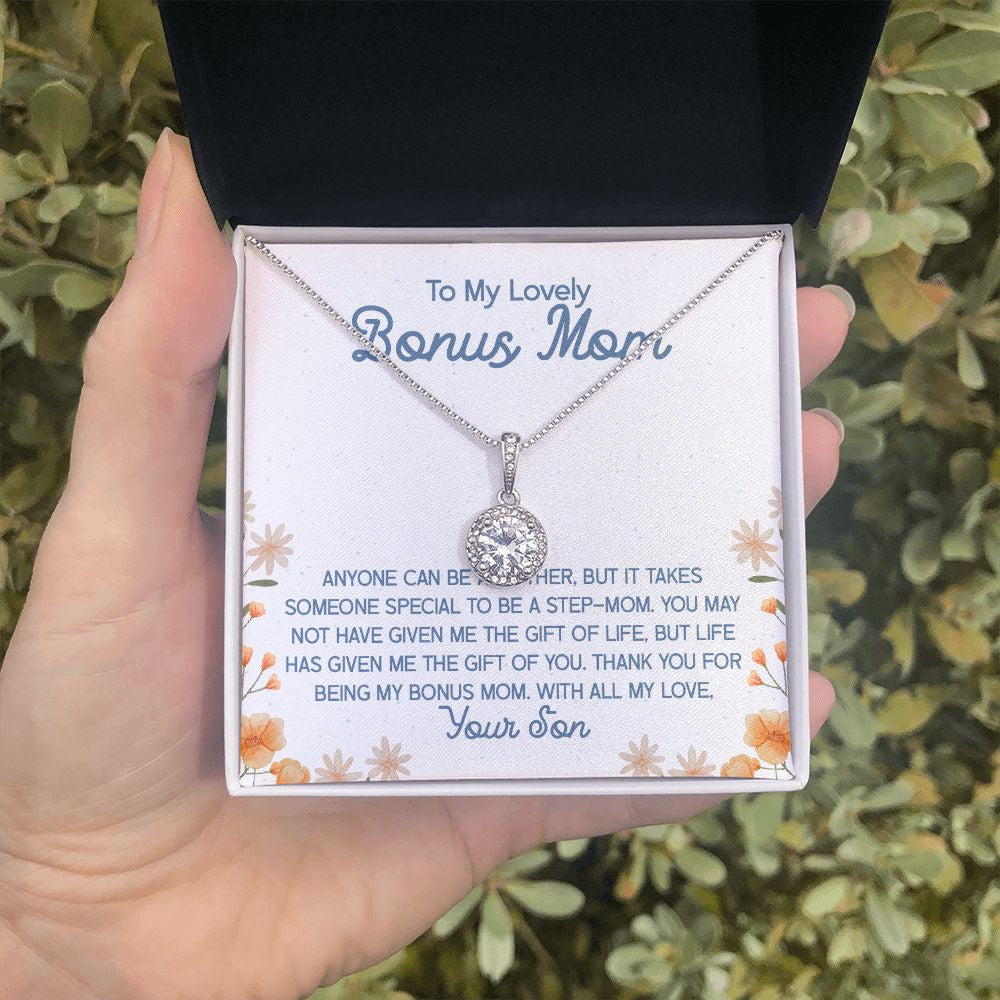 To My Lovely
Bonus Mom
ANYONE CAN BE THER, BUT IT TAKES
SOMEONE SPECIAL TO BE A STEP-MOM. YOU MAY
NOT HAVE GIVEN ME THE GIFT OF LIFE, BUT LIFE
HAS GIVEN ME THE GIFT OF YOU. THANK YOU FOR
BEING MY BONUS MOM. WITH ALL MY LOVE,
Your Son